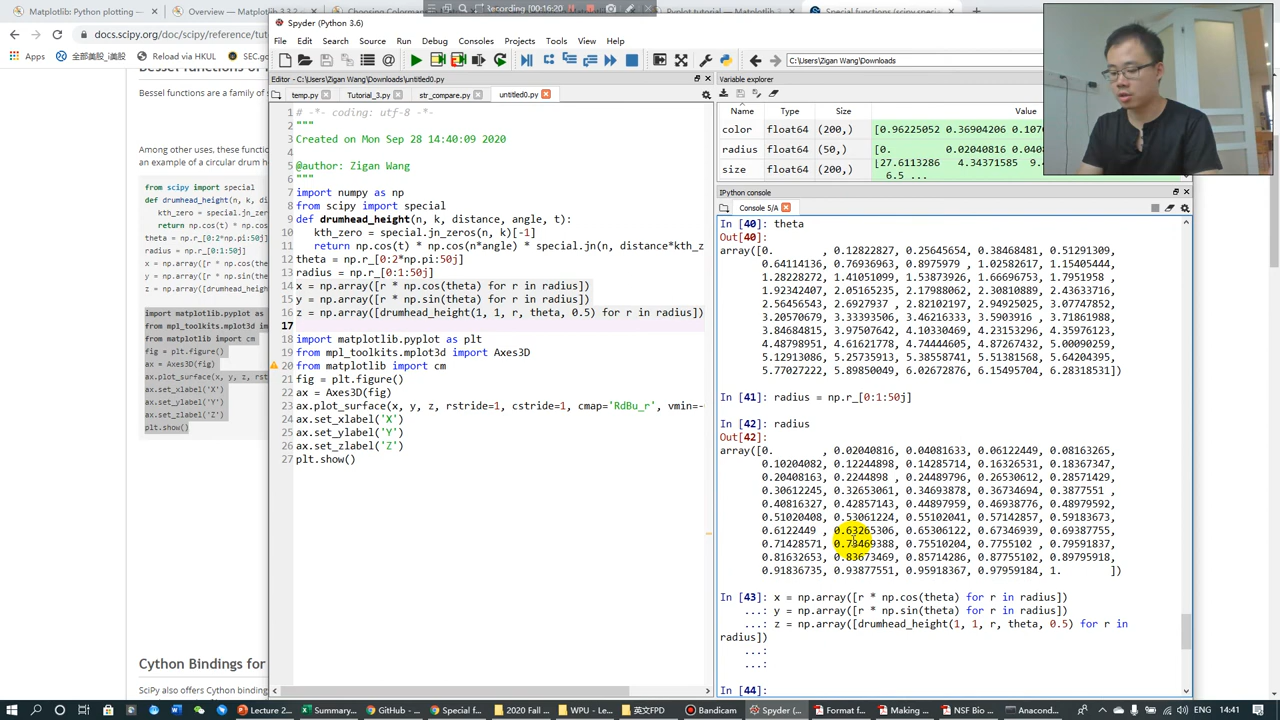 Matplotlib: Python plotting —
Overview — Matplotlib 3.3.2
Choosing Colormaps
Pyplot tutorial — Matplotlib
Special functions (scipy.special
Recording [00:16:20]
docs.scipy.org/doc/scipy/reference/tu
Apps
全部美股_i美股
Reload via HKUL
SEC.go
Bessel functions of
Bessel functions are a family of
Among other uses, these functio
an example of a circular drum h
from scipy import special
def drumhead_height(n, k,
kth_zero = special.jn_
return np.cos(t) * np.
theta = np.r_[0:2*np.pi:50j]
radius = np.r_[0:1:50j]
x = np.array([r * np.cos(the
y = np.array([r * np.sin(the
z = np.array([drumhead_heigh
import matplotlib.pyplot as
from mpl_toolkits.mplot3d im
from matplotlib import cm
fig = plt.figure()
ax = Axes3D(fig)
ax.plot_surface(x, y, z, rst
ax.set_xlabel('X')
ax.set_ylabel('Y')
ax.set_zlabel('Z')
plt.show()
Cython Bindings for
SciPy also offers Cython binding
Spyder (Python 3.6)
File Edit Search Source Run Debug Consoles Projects Tools View Help
C:\Users\Zigan Wang\Downloads
Editor - C:\Users\Zigan Wang\Downloads\untitled0.py
temp.py Tutorial_3.py str_compare.py untitled0.py
1 # -*- coding: utf-8 -*-
2 """
3 Created on Mon Sep 28 14:40:09 2020
4
5 @author: Zigan Wang
6 """
7 import numpy as np
8 from scipy import special
9 def drumhead_height(n, k, distance, angle, t):
10 kth_zero = special.jn_zeros(n, k)[-1]
11 return np.cos(t) * np.cos(n*angle) * special.jn(n, distance*kth_z
12 theta = np.r_[0:2*np.pi:50j]
13 radius = np.r_[0:1:50j]
14 x = np.array([r * np.cos(theta) for r in radius])
15 y = np.array([r * np.sin(theta) for r in radius])
16 z = np.array([drumhead_height(1, 1, r, theta, 0.5) for r in radius])
17
18 import matplotlib.pyplot as plt
19 from mpl_toolkits.mplot3d import Axes3D
20 from matplotlib import cm
21 fig = plt.figure()
22 ax = Axes3D(fig)
23 ax.plot_surface(x, y, z, rstride=1, cstride=1, cmap='RdBu_r', vmin=-
24 ax.set_xlabel('X')
25 ax.set_ylabel('Y')
26 ax.set_zlabel('Z')
27 plt.show()
Variable explorer
Name Type Size Value
color float64 (200,) [0.96225052 0.36904206 0.107
radius float64 (50,) [0. 0.02040816 0.0408
size float64 (200,) [27.6113286 4.34371585 9.4
6.5 ...
IPython console
Console 5/A
In [40]: theta
Out[40]:
array([0. , 0.12822827, 0.25645654, 0.38468481, 0.51291309,
0.64114136, 0.76936963, 0.8975979 , 1.02582617, 1.15405444,
1.28228272, 1.41051099, 1.53873926, 1.66696753, 1.7951958 ,
1.92342407, 2.05165235, 2.17988062, 2.30810889, 2.43633716,
2.56456543, 2.6927937 , 2.82102197, 2.94925025, 3.07747852,
3.20570679, 3.33393506, 3.46216333, 3.5903916 , 3.71861988,
3.84684815, 3.97507642, 4.10330469, 4.23153296, 4.35976123,
4.48798951, 4.61621778, 4.74444605, 4.87267432, 5.00090259,
5.12913086, 5.25735913, 5.38558741, 5.51381568, 5.64204395,
5.77027222, 5.89850049, 6.02672876, 6.15495704, 6.28318531])
In [41]: radius = np.r_[0:1:50j]
In [42]: radius
Out[42]:
array([0. , 0.02040816, 0.04081633, 0.06122449, 0.08163265,
0.10204082, 0.12244898, 0.14285714, 0.16326531, 0.18367347,
0.20408163, 0.2244898 , 0.24489796, 0.26530612, 0.28571429,
0.30612245, 0.32653061, 0.34693878, 0.36734694, 0.3877551 ,
0.40816327, 0.42857143, 0.44897959, 0.46938776, 0.48979592,
0.51020408, 0.53061224, 0.55102041, 0.57142857, 0.59183673,
0.6122449 , 0.63265306, 0.65306122, 0.67346939, 0.69387755,
0.71428571, 0.73469388, 0.75510204, 0.7755102 , 0.79591837,
0.81632653, 0.83673469, 0.85714286, 0.87755102, 0.89795918,
0.91836735, 0.93877551, 0.95918367, 0.97959184, 1. ])
In [43]: x = np.array([r * np.cos(theta) for r in radius])
...: y = np.array([r * np.sin(theta) for r in radius])
...: z = np.array([drumhead_height(1, 1, r, theta, 0.5) for r in
radius])
...:
...:
In [44]:
Lecture 2...
Summary...
GitHub - ...
Special f...
2020 Fall ...
WPU - Le...
英文FPD
Bandicam
Spyder (...
Format f...
Making ...
NSF Bio ...
Anacond...
ENG 14:41